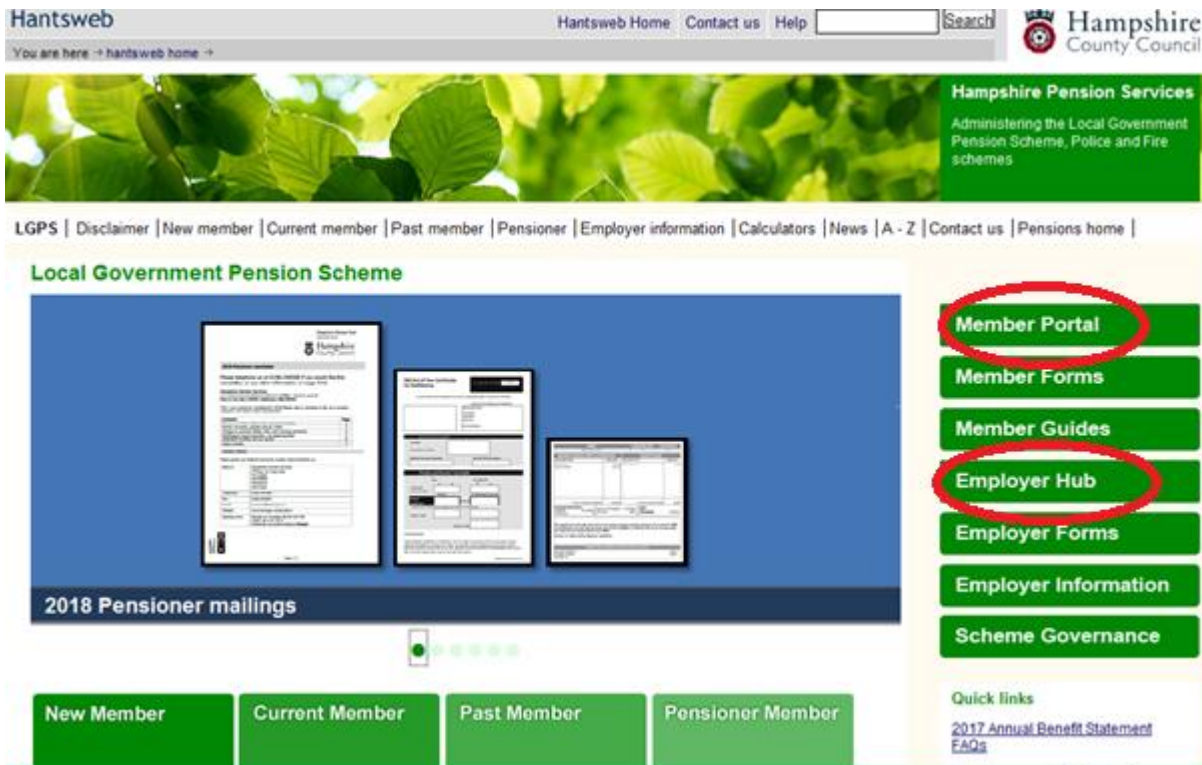 Hantsweb
Hantsweb Home Contact us Help Search
Hampshire
County Council
You are here → hantsweb home →
Hampshire Pension Services
Administering the Local Government
Pension Scheme, Police and Fire
schemes
LGPS | Disclaimer | New member | Current member | Past member | Pensioner | Employer information | Calculators | News | A - Z | Contact us | Pensions home |
Local Government Pension Scheme
Hampshire
County Council
2018 Pensioner mailings
Member Portal
Member Forms
Member Guides
Employer Hub
Employer Forms
Employer Information
Scheme Governance
New Member
Current Member
Past Member
Pensioner Member
Quick links
2017 Annual Benefit Statement
FAQs